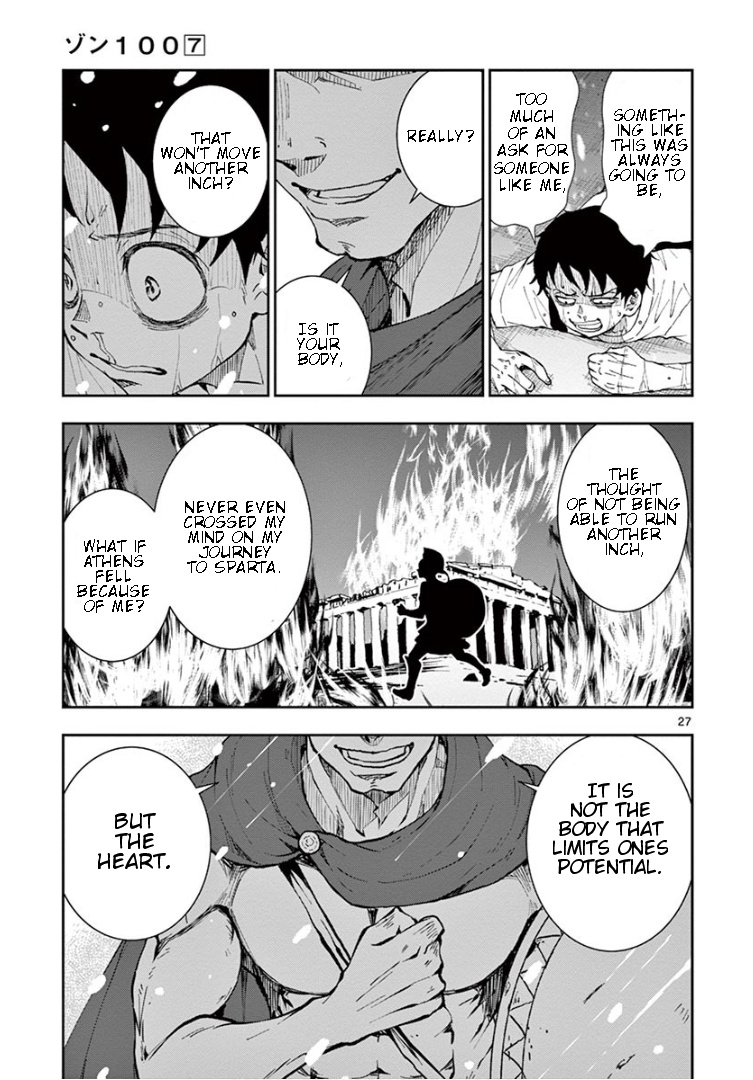 ゾン１００7
SOMETH-
ING LIKE
THIS WAS
ALWAYS
GOING TO
BE,
TOO
MUCH
OF AN
ASK FOR
SOMEONE
LIKE ME,
REALLY?
IS IT
YOUR
BODY,
THAT
WON'T MOVE
ANOTHER
INCH?
THE
THOUGHT
OF NOT BEING
ABLE TO RUN
ANOTHER
INCH,
NEVER EVEN
CROSSED MY
MIND ON MY
JOURNEY
TO SPARTA.
WHAT IF
ATHENS
FELL
BECAUSE
OF ME?
27
IT IS
NOT THE
BODY THAT
LIMITS ONES
POTENTIAL.
BUT
THE
HEART.